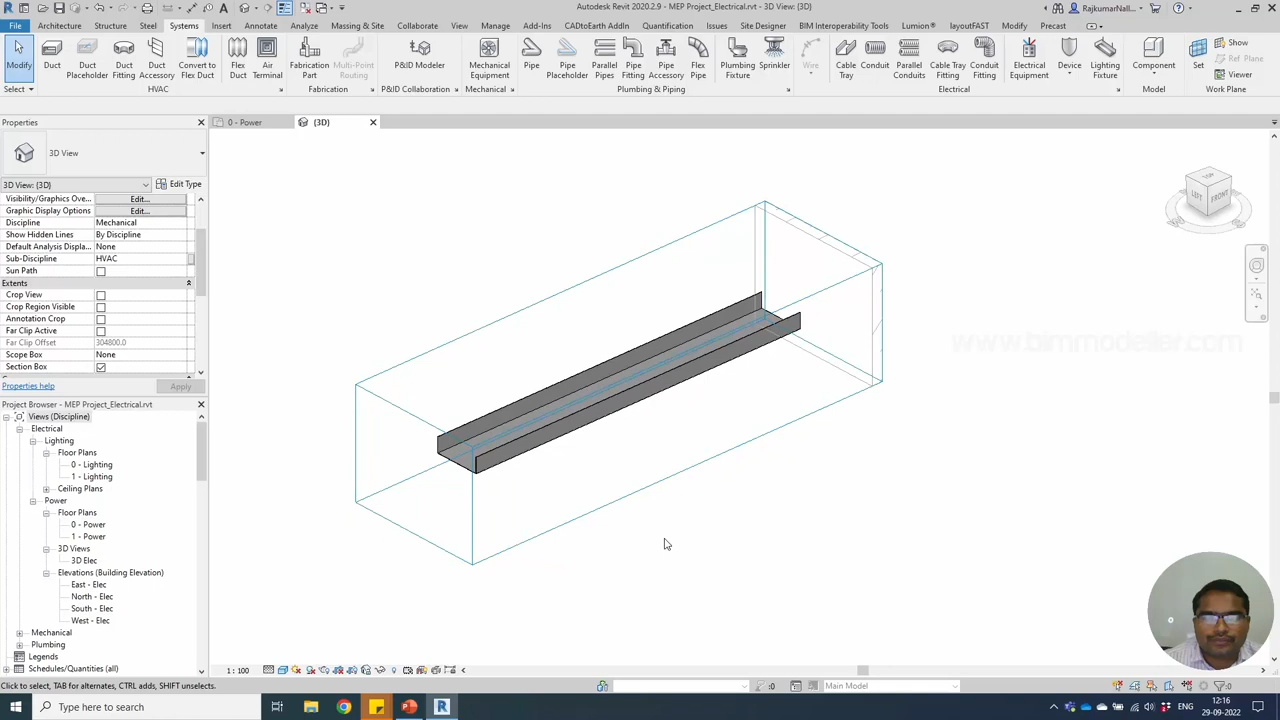 Autodesk Revit 2020.2.9 - MEP Project_Electrical.rvt - 3D View: {3D}
RajkumarNall...
File Architecture Structure Steel Systems Insert Annotate Analyze Massing & Site Collaborate View Manage Add-Ins CADtoEarth AddIn Quantification Issues Site Designer BIM Interoperability Tools Lumion® layoutFAST Modify Precast
Modify
Duct
Duct Placeholder
Duct Fitting
Duct Accessory
Convert to Flex Duct
Flex Duct
Air Terminal
Fabrication Part
Multi-Point Routing
P&ID Modeler
Mechanical Equipment
Pipe
Pipe Placeholder
Parallel Pipes
Pipe Fitting
Pipe Accessory
Flex Pipe
Plumbing Fixture
Sprinkler
Wire
Cable Tray
Conduit
Parallel Conduits
Cable Tray Fitting
Conduit Fitting
Electrical Equipment
Device
Lighting Fixture
Component
Set
Show
Ref Plane
Viewer
Select HVAC Fabrication P&ID Collaboration Mechanical Plumbing & Piping Electrical Model Work Plane
Properties
0 - Power
{3D}
3D View
3D View: {3D}
Edit Type
Visibility/Graphics Ove... Edit...
Graphic Display Options Edit...
Discipline Mechanical
Show Hidden Lines By Discipline
Default Analysis Displa... None
Sub-Discipline HVAC
Sun Path
Extents
Crop View
Crop Region Visible
Annotation Crop
Far Clip Active
Far Clip Offset 304800.0
Scope Box None
Section Box
Properties help
Apply
Project Browser - MEP Project_Electrical.rvt
Views (Discipline)
Electrical
Lighting
Floor Plans
0 - Lighting
1 - Lighting
Ceiling Plans
Power
Floor Plans
0 - Power
1 - Power
3D Views
3D Elec
Elevations (Building Elevation)
East - Elec
North - Elec
South - Elec
West - Elec
Mechanical
Plumbing
Legends
Schedules/Quantities (all)
TOP
LEFT
FRONT
www.bimmodeller.com
1 : 100
Click to select, TAB for alternates, CTRL adds, SHIFT unselects.
:0
Main Model
:0
Type here to search
ENG
12:16
29-09-2022